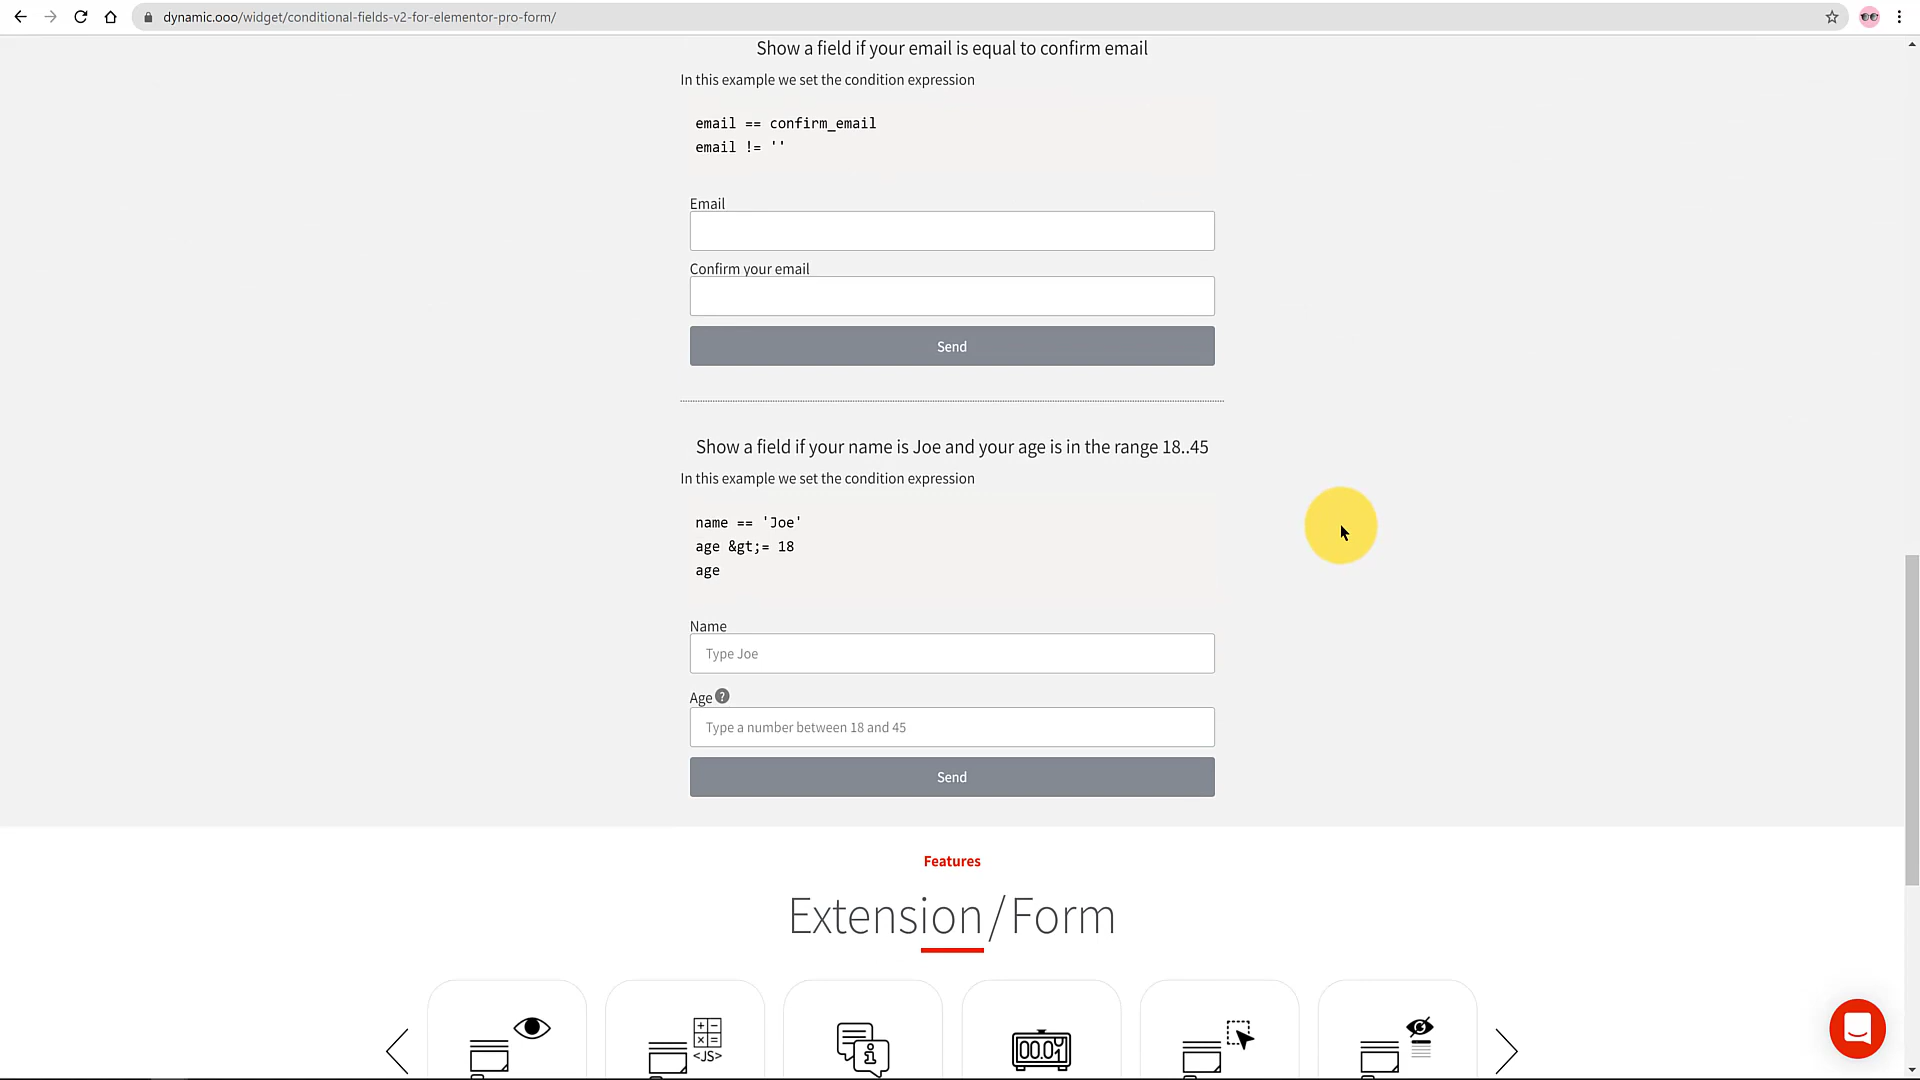 dynamic.ooo/widget/conditional-fields-v2-for-elementor-pro-form/
Show a field if your email is equal to confirm email
In this example we set the condition expression
email == confirm_email
email != ''
Email
Confirm your email
Send
Show a field if your name is Joe and your age is in the range 18..45
In this example we set the condition expression
name == 'Joe'
age &gt;= 18
age
Name
Type Joe
Age ?
Type a number between 18 and 45
Send
Features
Extension/Form
+ -
× =
<JS>
i
00.01